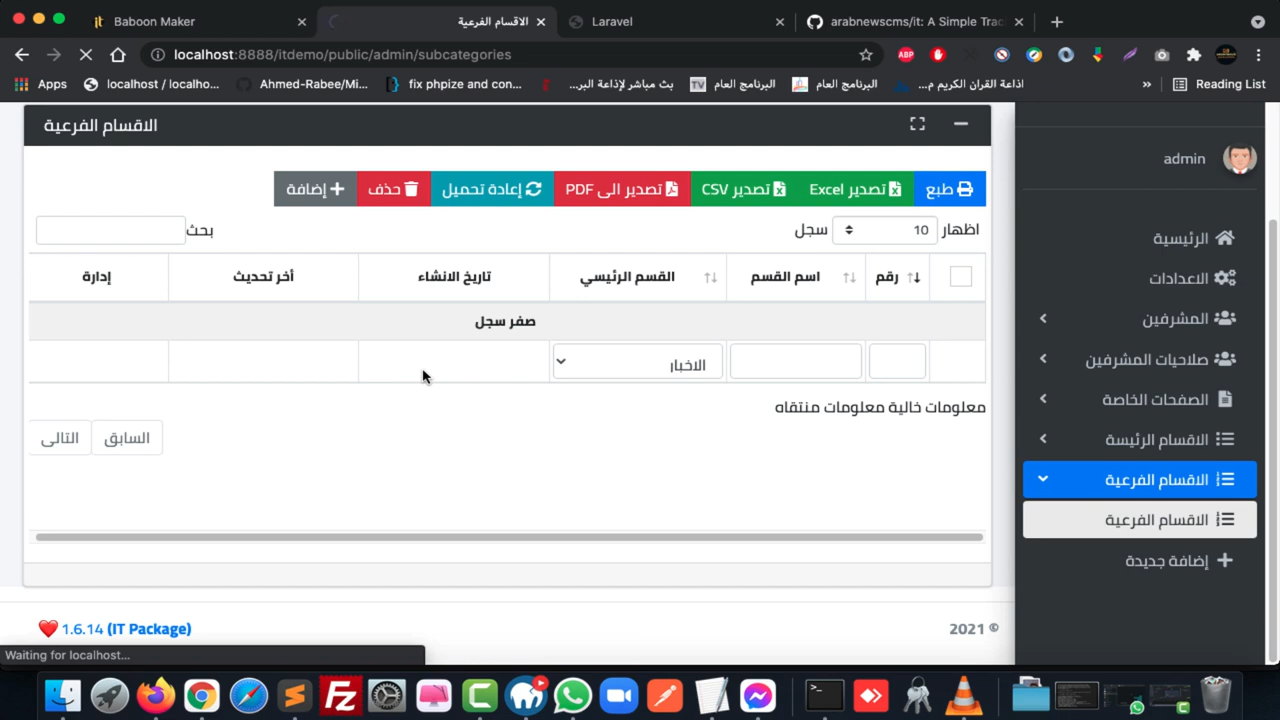 Baboon Maker
الاقسام الفرعية
Laravel
arabnewscms/it: A Simple Trac
localhost:8888/itdemo/public/admin/subcategories
Apps
localhost / localho...
Ahmed-Rabee/Mi...
fix phpize and con...
بث مباشر لإذاعة البر...
البرنامج العام
البرنامج العام
اذاعة القران الكريم م...
»
Reading List
الاقسام الفرعية
admin
طبع
تصدير Excel
تصدير CSV
تصدير الى PDF
إعادة تحميل
حذف
إضافة
اظهار 10 سجل
بحث
رقم
اسم القسم
القسم الرئيسي
تاريخ الانشاء
أخر تحديث
إدارة
صفر سجل
الاخبار
معلومات خالية معلومات منتقاه
السابق
التالى
الرئيسية
الاعدادات
المشرفين
صلاحيات المشرفين
الصفحات الخاصة
الاقسام الرئيسة
الاقسام الفرعية
الاقسام الفرعية
إضافة جديدة
1.6.14 (IT Package)
2021 ©
Waiting for localhost...